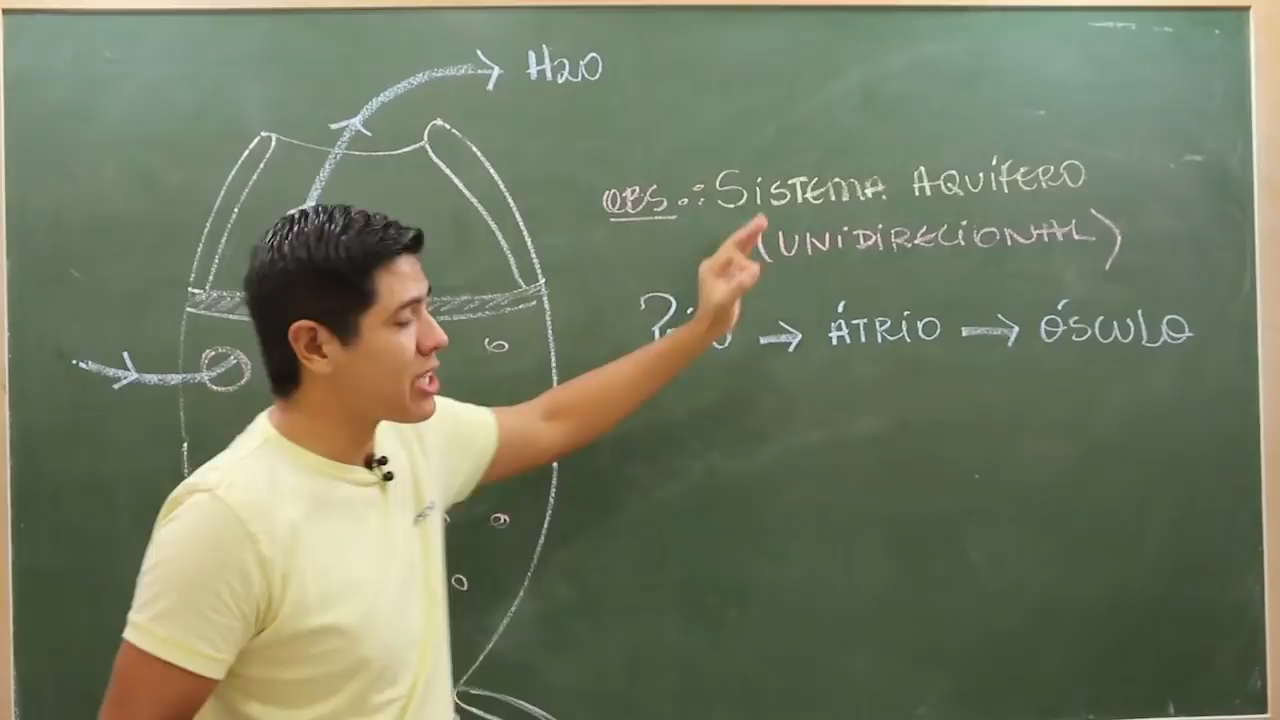 H2O
OBS.: SISTEMA AQUÍFERO
(UNIDIRECIONAL)
→ ÁTRIO → ÓSCULO